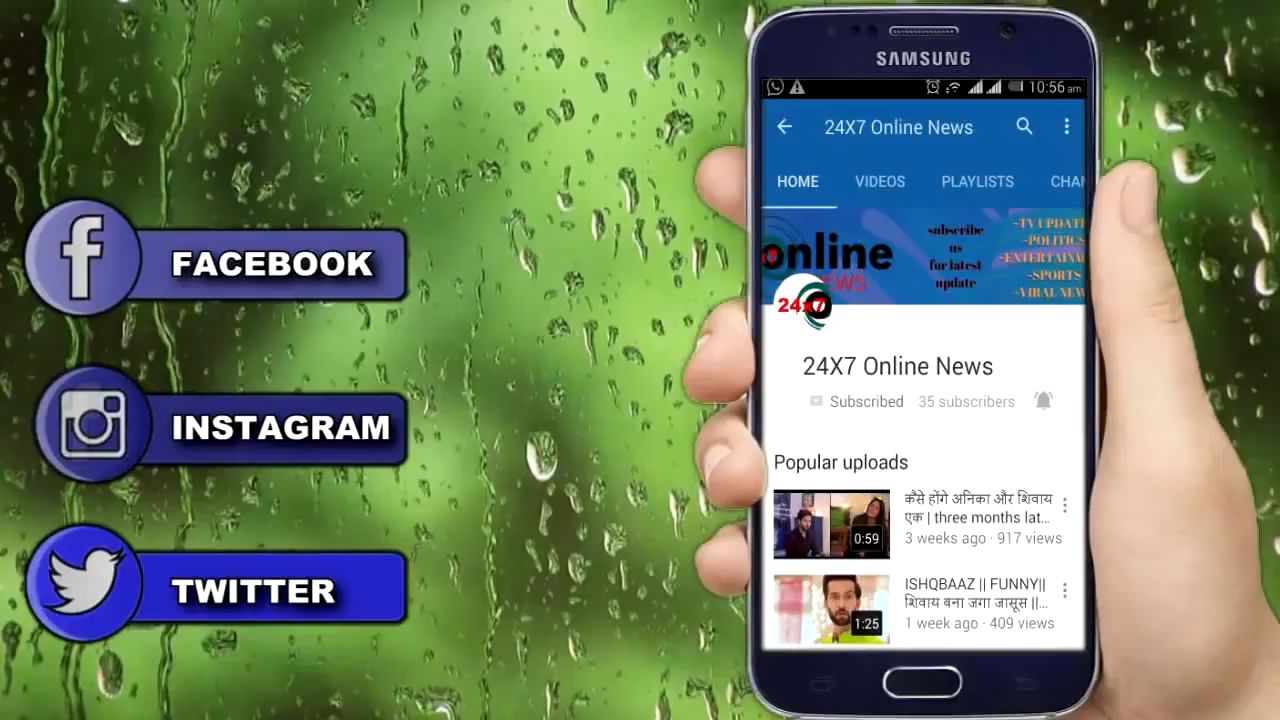 FACEBOOK
INSTAGRAM
TWITTER
SAMSUNG
10:56 am
24X7 Online News
HOME VIDEOS PLAYLISTS CHAN
online
NEWS
subscribe
us
for latest
update
~TV UPDATE
~POLITICS
~ENTERTAINM
~SPORTS
~VIRAL NEW
24x7
24X7 Online News
Subscribed 35 subscribers
Popular uploads
0:59
कैसे होंगे अनिका और शिवाय
एक | three months lat...
3 weeks ago · 917 views
1:25
ISHQBAAZ || FUNNY||
शिवाय बना जगा जासूस ||...
1 week ago · 409 views